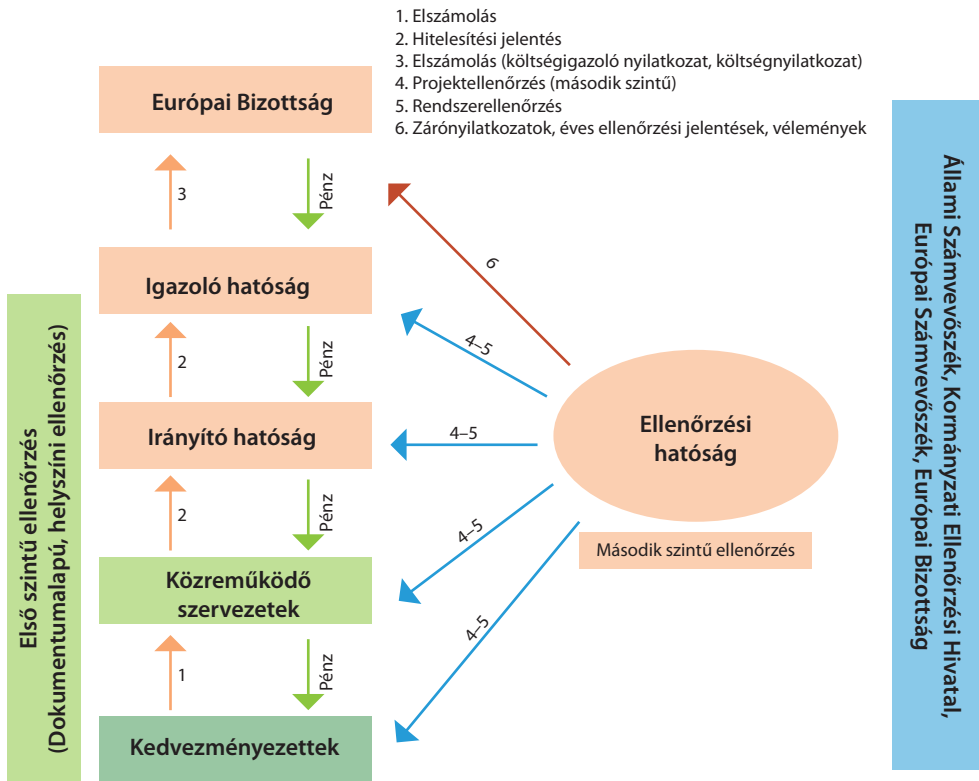 1. Elszámolás
2. Hitelesítési jelentés
3. Elszámolás (költségigazoló nyilatkozat, költségnyilatkozat)
4. Projektellenőrzés (második szintű)
5. Rendszerellenőrzés
6. Zárónyilatkozatok, éves ellenőrzési jelentések, vélemények
Európai Bizottság
3
Pénz
6
Igazoló hatóság
2
Pénz
4–5
Irányító hatóság
4–5
Ellenőrzési
hatóság
2
Pénz
4–5
Második szintű ellenőrzés
Közreműködő
szervezetek
1
Pénz
4–5
Kedvezményezettek
Első szintű ellenőrzés
(Dokumentumalapú, helyszíni ellenőrzés)
Állami Számvevőszék, Kormányzati Ellenőrzési Hivatal,
Európai Számvevőszék, Európai Bizottság